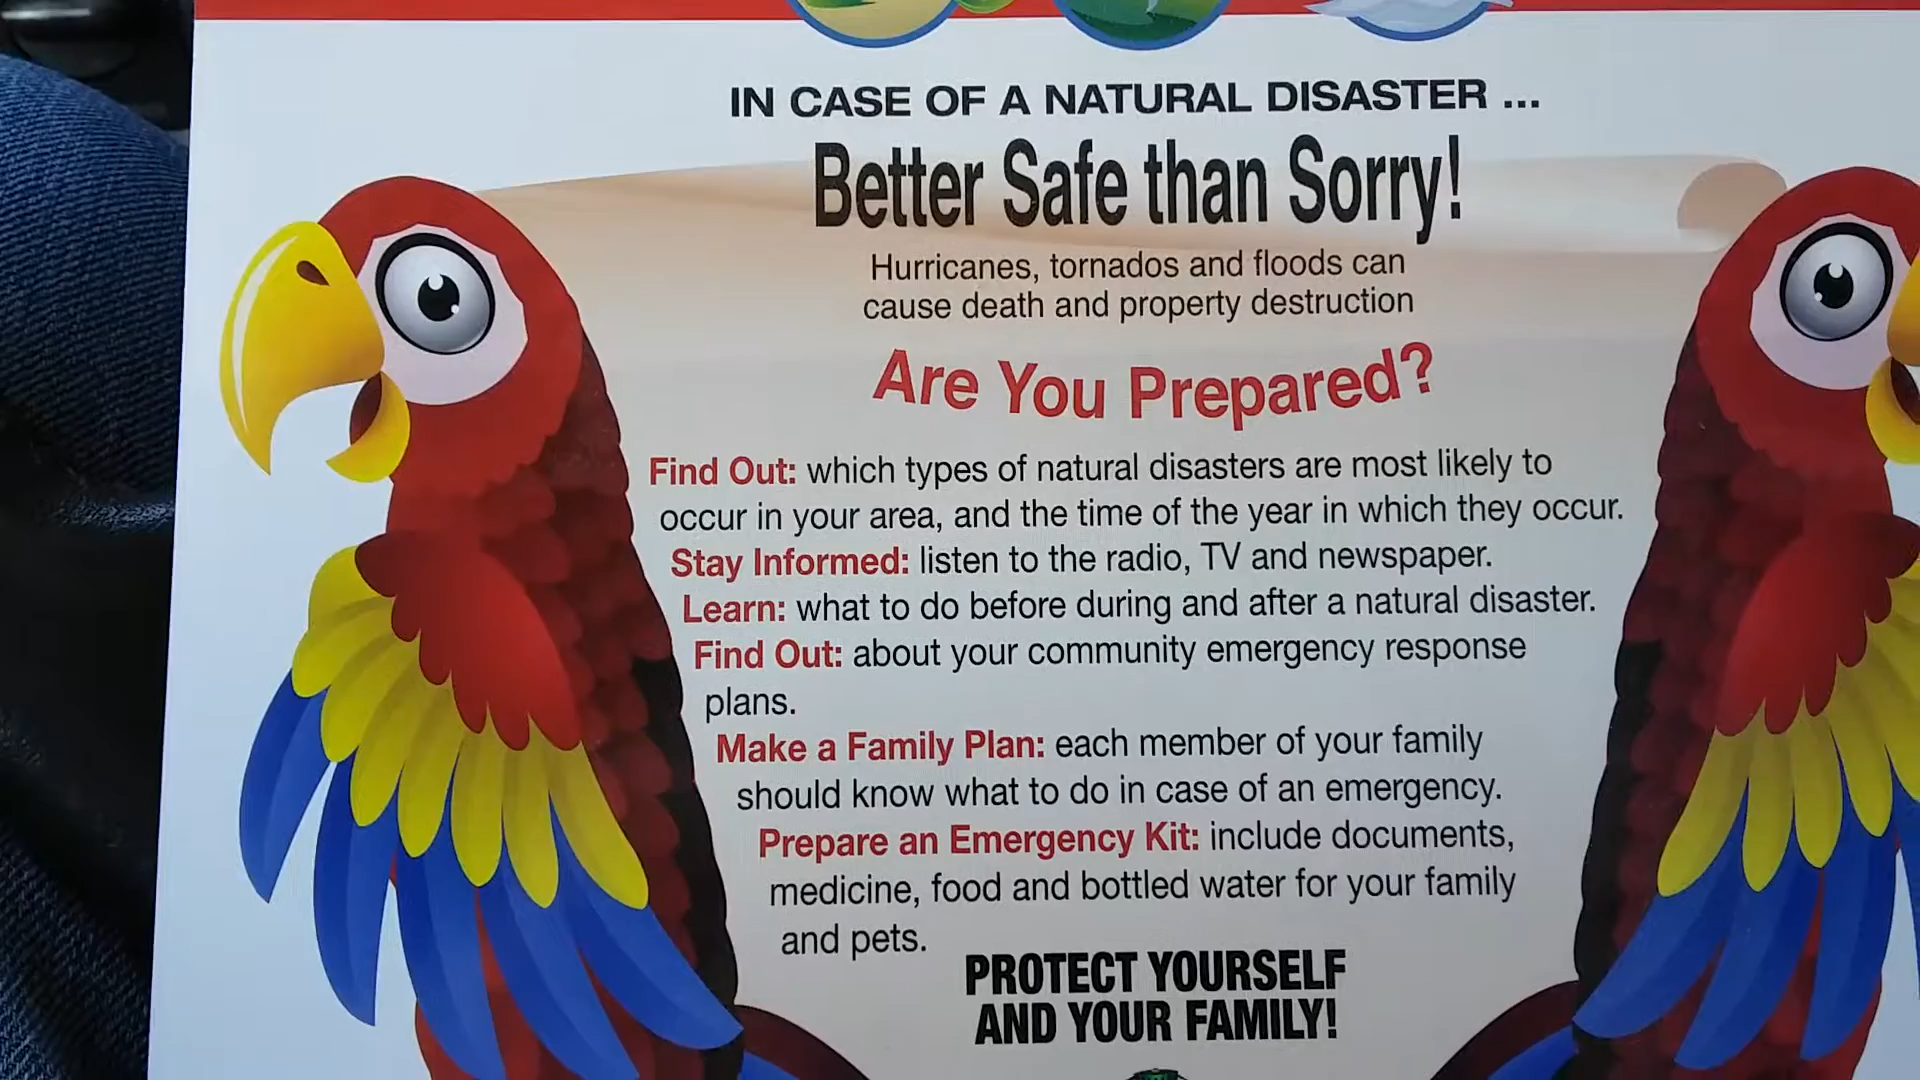 IN CASE OF A NATURAL DISASTER ...
Better Safe than Sorry!
Hurricanes, tornados and floods can
cause death and property destruction
Are You Prepared?
Find Out: which types of natural disasters are most likely to
occur in your area, and the time of the year in which they occur.
Stay Informed: listen to the radio, TV and newspaper.
Learn: what to do before during and after a natural disaster.
Find Out: about your community emergency response
plans.
Make a Family Plan: each member of your family
should know what to do in case of an emergency.
Prepare an Emergency Kit: include documents,
medicine, food and bottled water for your family
and pets.
PROTECT YOURSELF
AND YOUR FAMILY!